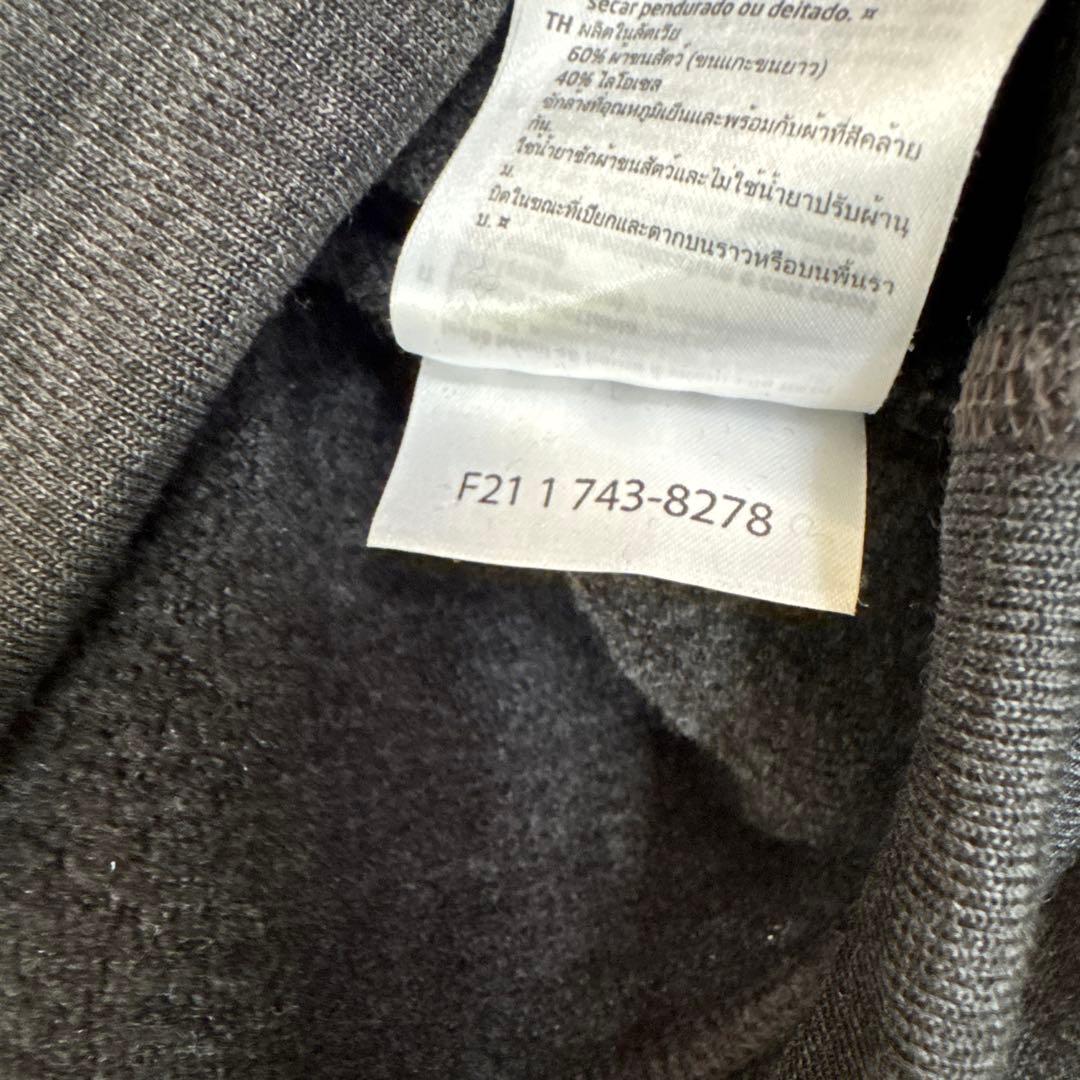 secar pendurado ou deitado. ¤
TH ผลิตในลัตเวีย
60% ผ้าขนสัตว์ (ขนแกะขนยาว)
40% ไลโอเซล
ซักล้างที่อุณหภูมิเย็นและพร้อมกับผ้าที่สีคล้าย
กัน.
ใช้น้ำยาซักผ้าขนสัตว์และไม่ใช้น้ำยาปรับผ้านุ่
ม.
บิดในขณะที่เปียกและตากบนราวหรือบนพื้นรา
บ. ¤
F21 1 743-8278